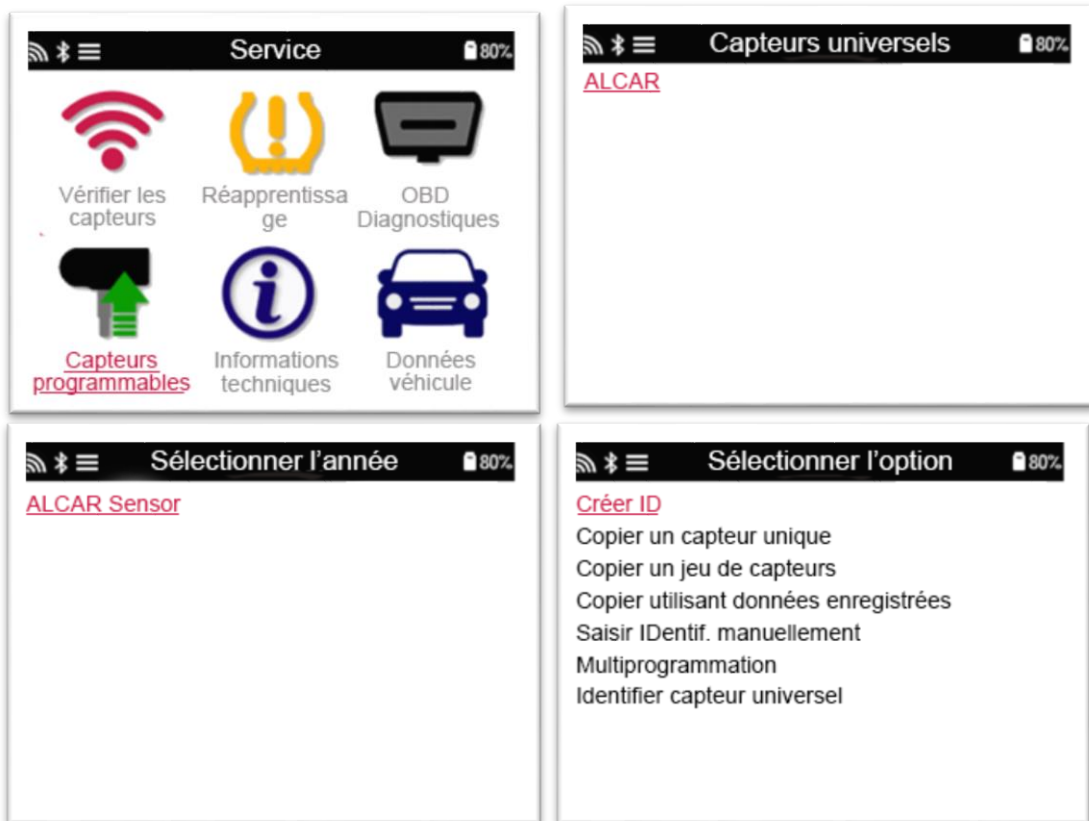 Service
80%
Vérifier les
capteurs
Réapprentissa
ge
OBD
Diagnostiques
Capteurs
programmables
Informations
techniques
Données
véhicule
Capteurs universels
80%
ALCAR
Sélectionner l'année
80%
ALCAR Sensor
Sélectionner l'option
80%
Créer ID
Copier un capteur unique
Copier un jeu de capteurs
Copier utilisant données enregistrées
Saisir IDentif. manuellement
Multiprogrammation
Identifier capteur universel